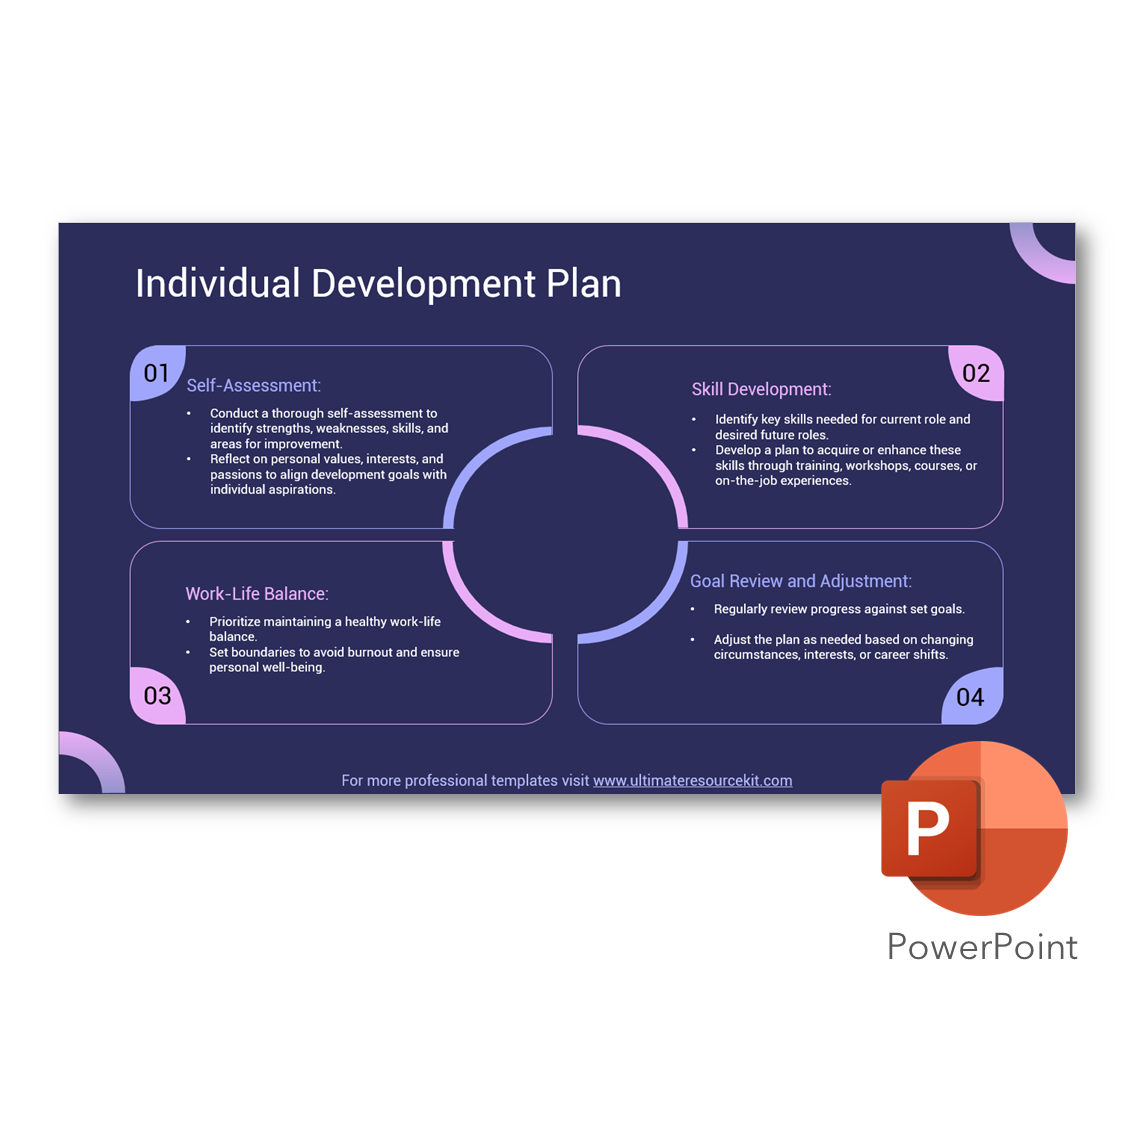 Individual Development Plan
01
Self-Assessment:
• Conduct a thorough self-assessment to
identify strengths, weaknesses, skills, and
areas for improvement.
• Reflect on personal values, interests, and
passions to align development goals with
individual aspirations.
02
Skill Development:
• Identify key skills needed for current role and
desired future roles.
• Develop a plan to acquire or enhance these
skills through training, workshops, courses, or
on-the-job experiences.
Work-Life Balance:
• Prioritize maintaining a healthy work-life
balance.
• Set boundaries to avoid burnout and ensure
personal well-being.
03
Goal Review and Adjustment:
• Regularly review progress against set goals.
• Adjust the plan as needed based on changing
circumstances, interests, or career shifts.
04
For more professional templates visit www.ultimateresourcekit.com
P
PowerPoint